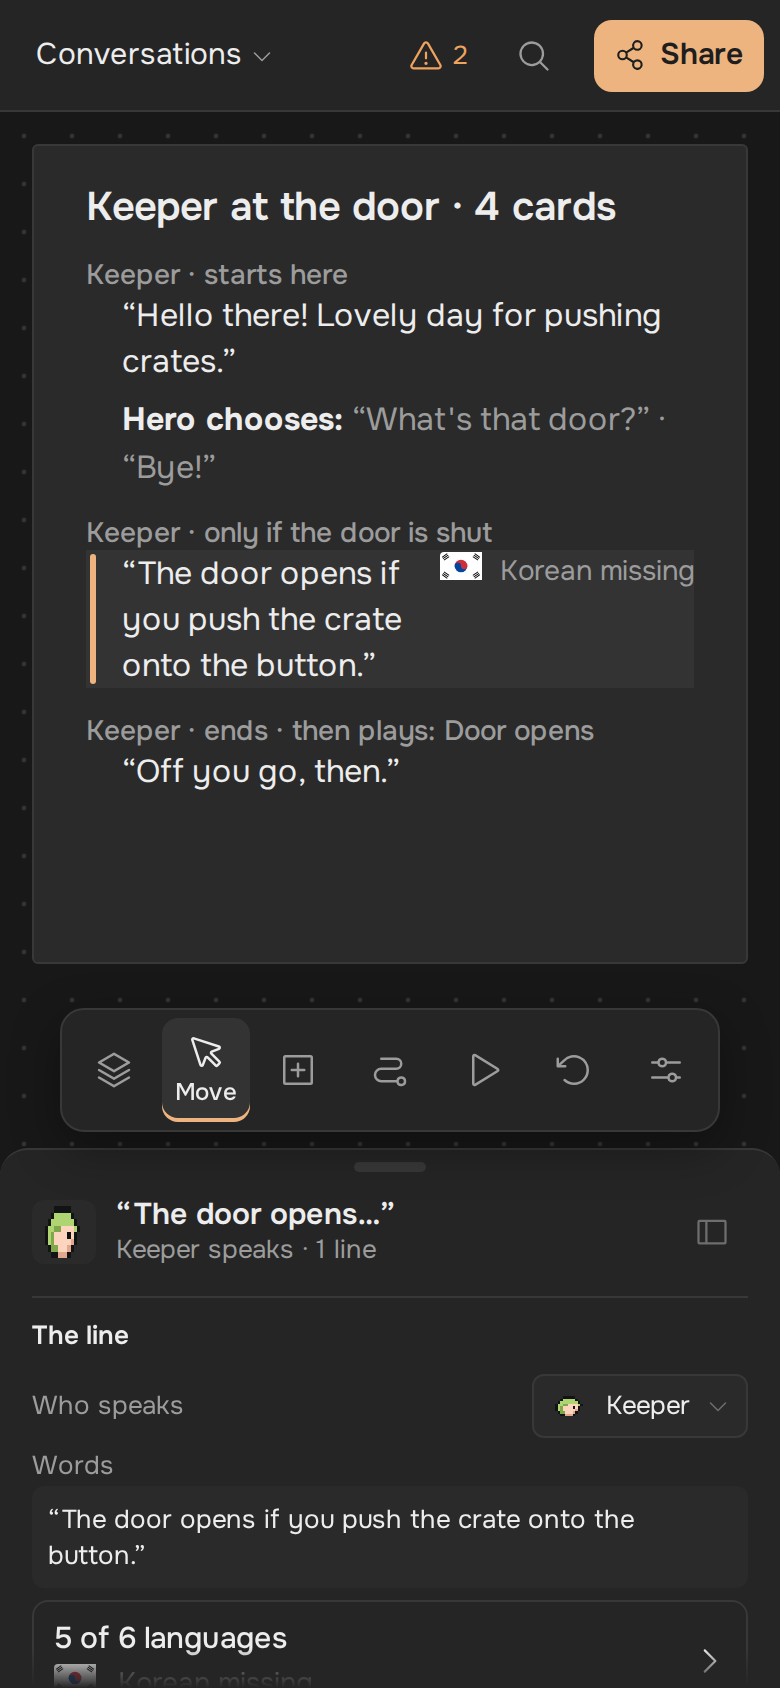 Conversations
2
Share
Keeper at the door · 4 cards
Keeper · starts here
“Hello there! Lovely day for pushing
crates.”
Hero chooses: “What's that door?” ·
“Bye!”
Keeper · only if the door is shut
“The door opens if
you push the crate
onto the button.”
Korean missing
Keeper · ends · then plays: Door opens
“Off you go, then.”
Move
“The door opens...”
Keeper speaks · 1 line
The line
Who speaks
Keeper
Words
“The door opens if you push the crate onto the
button.”
5 of 6 languages
Korean missing